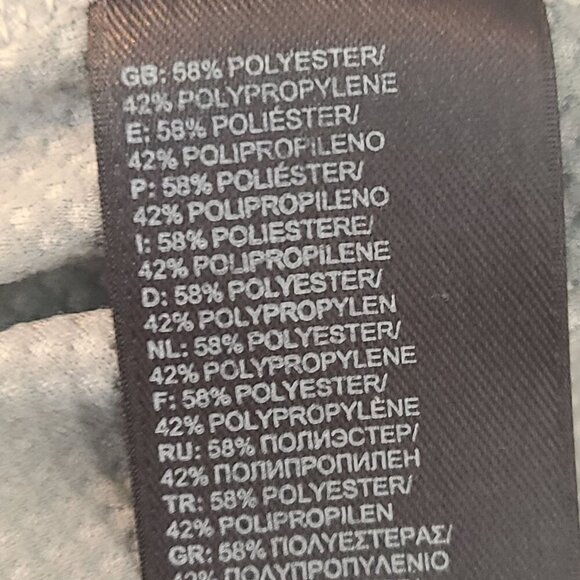 GB: 58% POLYESTER/
42% POLYPROPYLENE
E: 58% POLIÉSTER/
42% POLIPROPILENO
P: 58% POLIÉSTER/
42% POLIPROPILENO
I: 58% POLIESTERE/
42% POLIPROPILENE
D: 58% POLYESTER/
42% POLYPROPYLEN
NL: 58% POLYESTER/
42% POLYPROPYLENE
F: 58% POLYESTER/
42% POLYPROPYLÈNE
RU: 58% ПОЛИЭСТЕР/
42% ПОЛИПРОПИЛЕН
TR: 58% POLYESTER/
42% POLIPROPILEN
GR: 58% ΠΟΛΥΕΣΤΕΡΑΣ/
42% ΠΟΛΥΠΡΟΠΥΛΕΝΙΟ